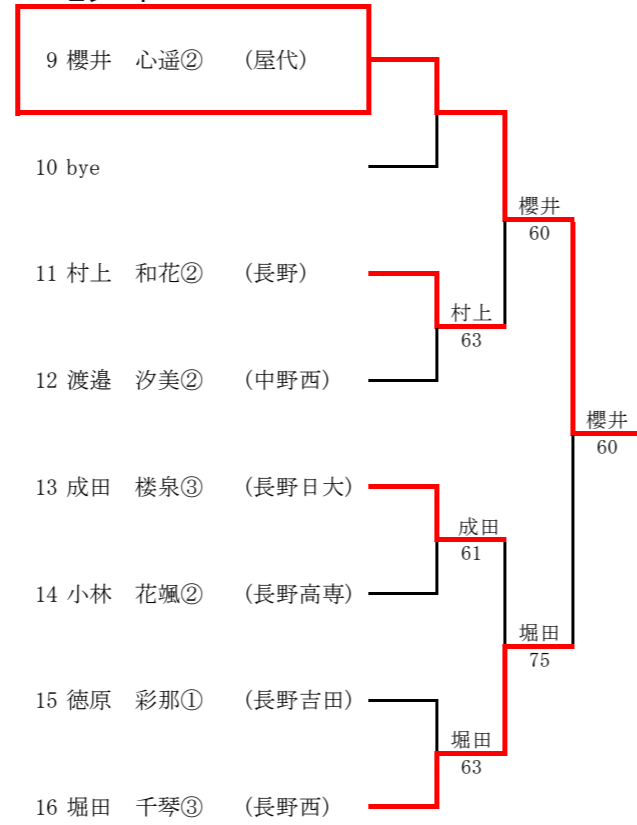 9 櫻井 心遥② (屋代)
10 bye
櫻井
60
11 村上 和花② (長野)
村上
63
12 渡邉 汐美② (中野西)
櫻井
60
13 成田 楼泉③ (長野日大)
成田
61
14 小林 花颯② (長野高専)
堀田
75
15 徳原 彩那① (長野吉田)
堀田
63
16 堀田 千琴③ (長野西)